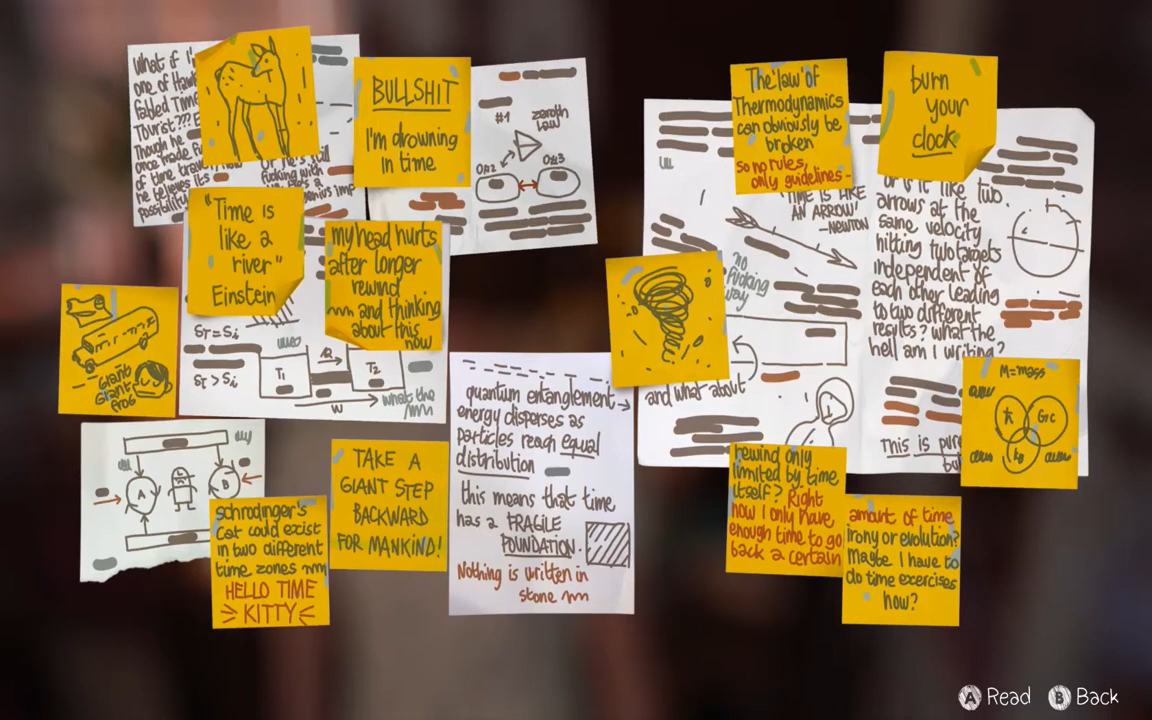 What if I'
one of Haw
fabled Time
Tourist??? E
Though he
once made fu
of time trave
he believes its
possibility
Or he's still
fucking with
enius
BULLSHIT
I'm drowning
in time
#1
zeroth
law
"Time is
like a
river"
Einstein
my head hurts
after longer
rewind
and thinking
about this
now
ST = Si
ST > Si
T1
T2
W
what the
Giant
Giant
frog
A
B
schrodinger's
Cat could exist
in two different
time zones
HELLO TIME
KITTY
TAKE A
GIANT STEP
BACKWARD
FOR MANKIND!
quantum entanglement
energy disperses as
particles reach equal
distribution
this means that time
has a FRAGILE
FOUNDATION.
Nothing is written in
stone
The law of
Thermodynamics
can obviously be
broken
so no rules,
only guidelines-
burn
your
clock
TIME IS LIKE
AN ARROW!
-NEWTON
no
fucking
way
and what about
or is it like two
arrows at the
same velocity
hitting two targets
independent of
each other leading
to two different
results? what the
hell am I writing?
This is pure
M=mass
rewind only
limited by time
itself? Right
now I only have
enough time to go
back a certain
amount of time
irony or evolution?
maybe I have to
do time exercises
now?
A Read B Back